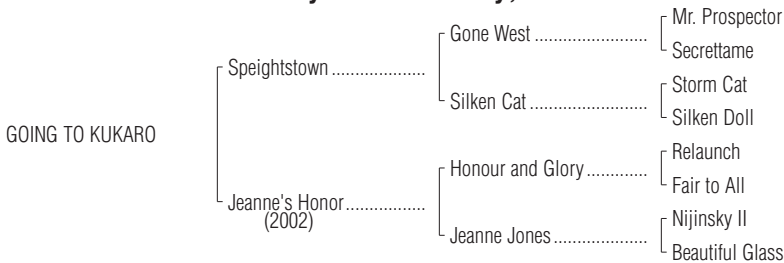 Mr. Prospector
Gone West
Secrettame
Speightstown
Storm Cat
Silken Cat
Silken Doll
GOING TO KUKARO
Relaunch
Honour and Glory
Fair to All
Jeanne's Honor
(2002)
Nijinsky II
Jeanne Jones
Beautiful Glass